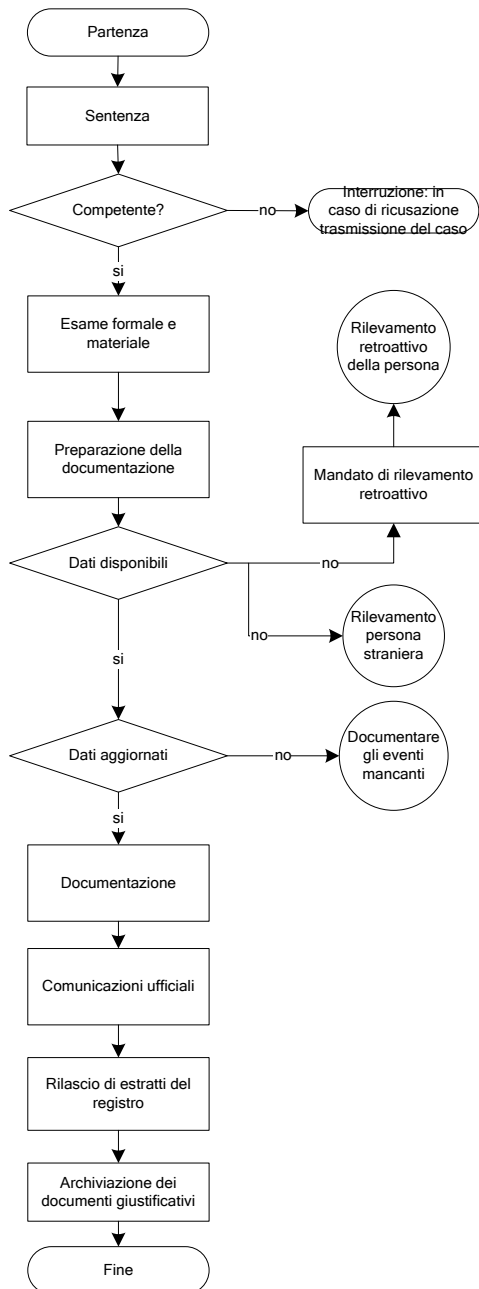 Partenza
Sentenza
Competente?
no
Interruzione: in
caso di ricusazione
trasmissione del caso
si
Esame formale e
materiale
Rilevamento
retroattivo
della persona
Preparazione della
documentazione
Mandato di rilevamento
retroattivo
Dati disponibili
no
no
Rilevamento
persona
straniera
si
Dati aggiornati
no
Documentare
gli eventi
mancanti
si
Documentazione
Comunicazioni ufficiali
Rilascio di estratti del
registro
Archiviazione dei
documenti giustificativi
Fine